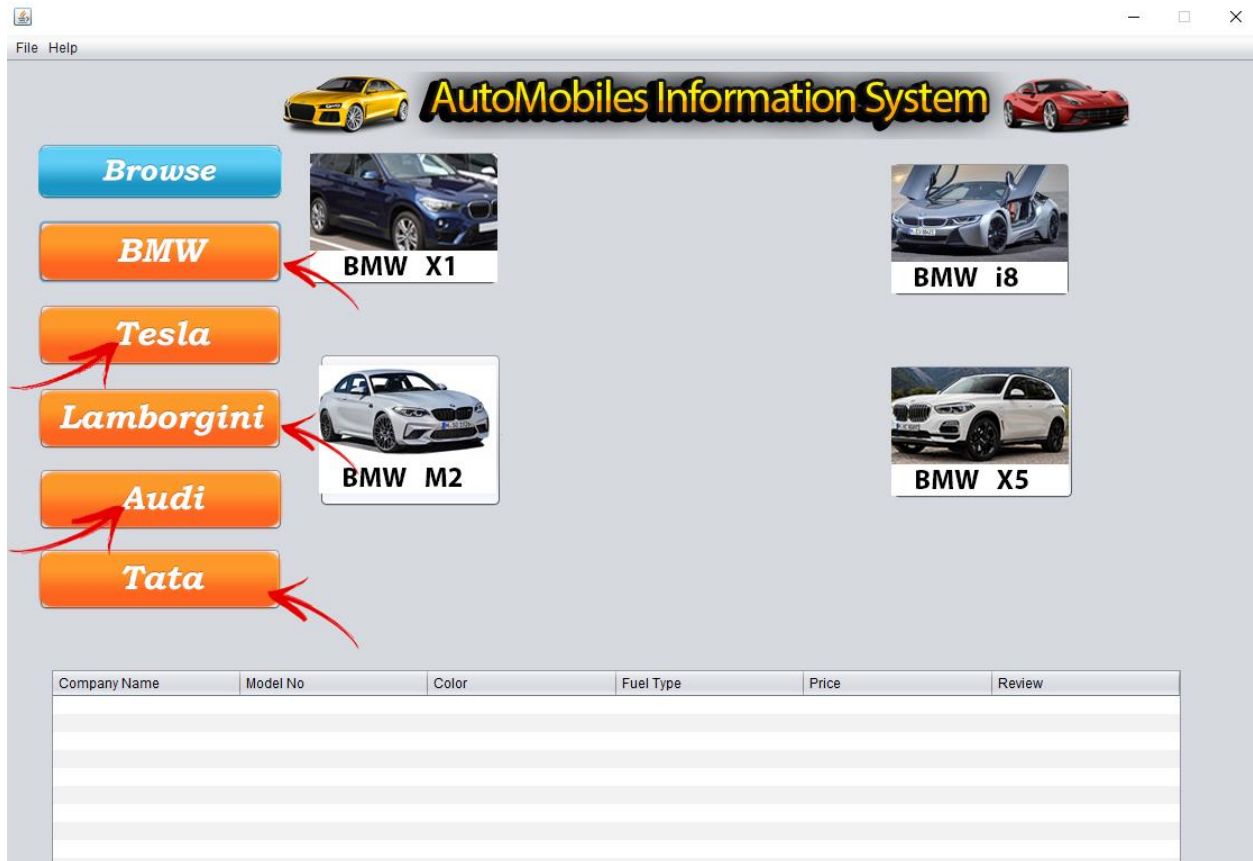 File Help
AutoMobiles Information System
Browse
BMW
Tesla
Lamborgini
Audi
Tata
BMW X1
BMW i8
BMW M2
BMW X5
Company Name Model No Color Fuel Type Price Review